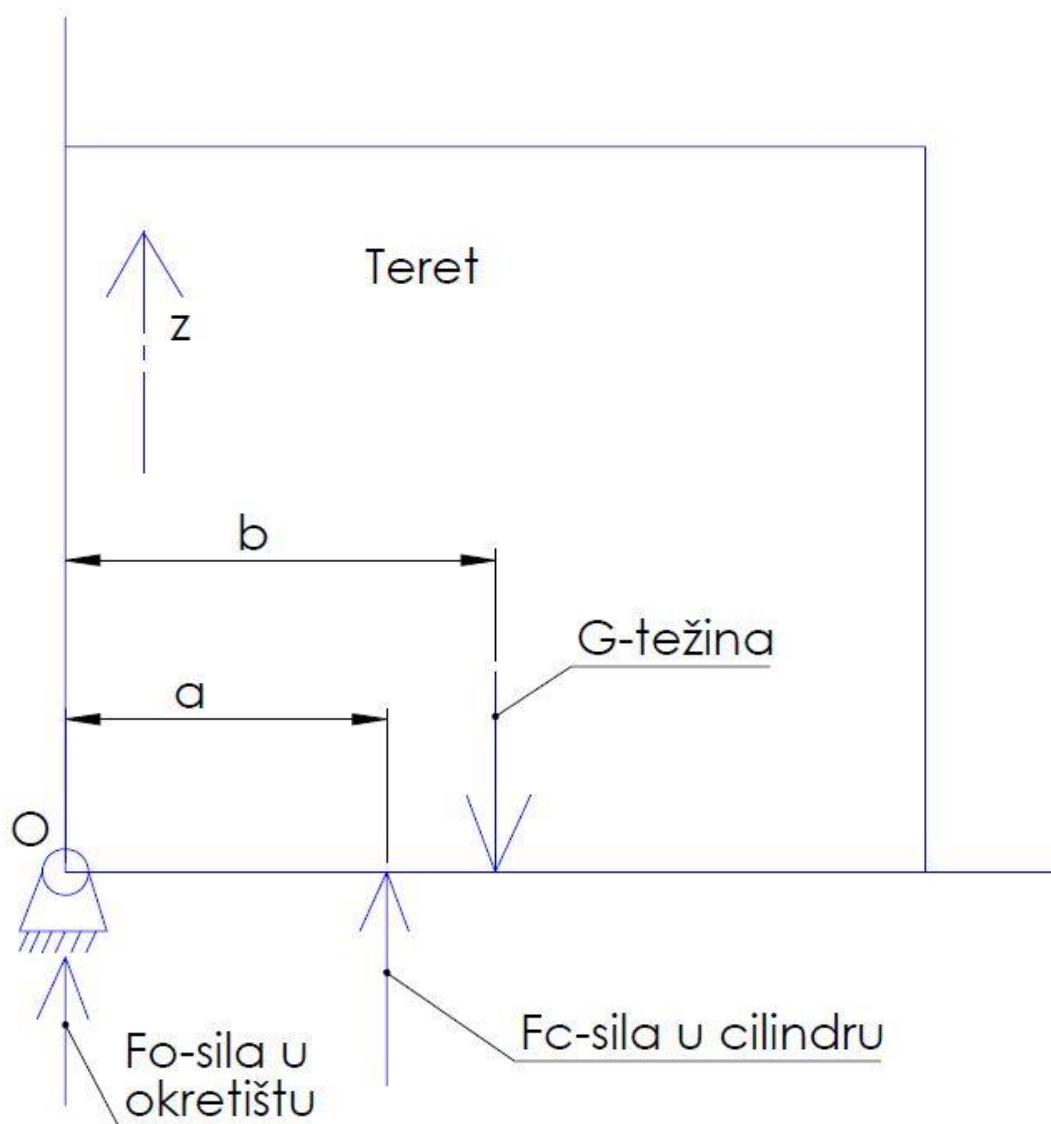 Teret
z
b
G-težina
a
O
Fo-sila u
okretištu
Fc-sila u cilindru